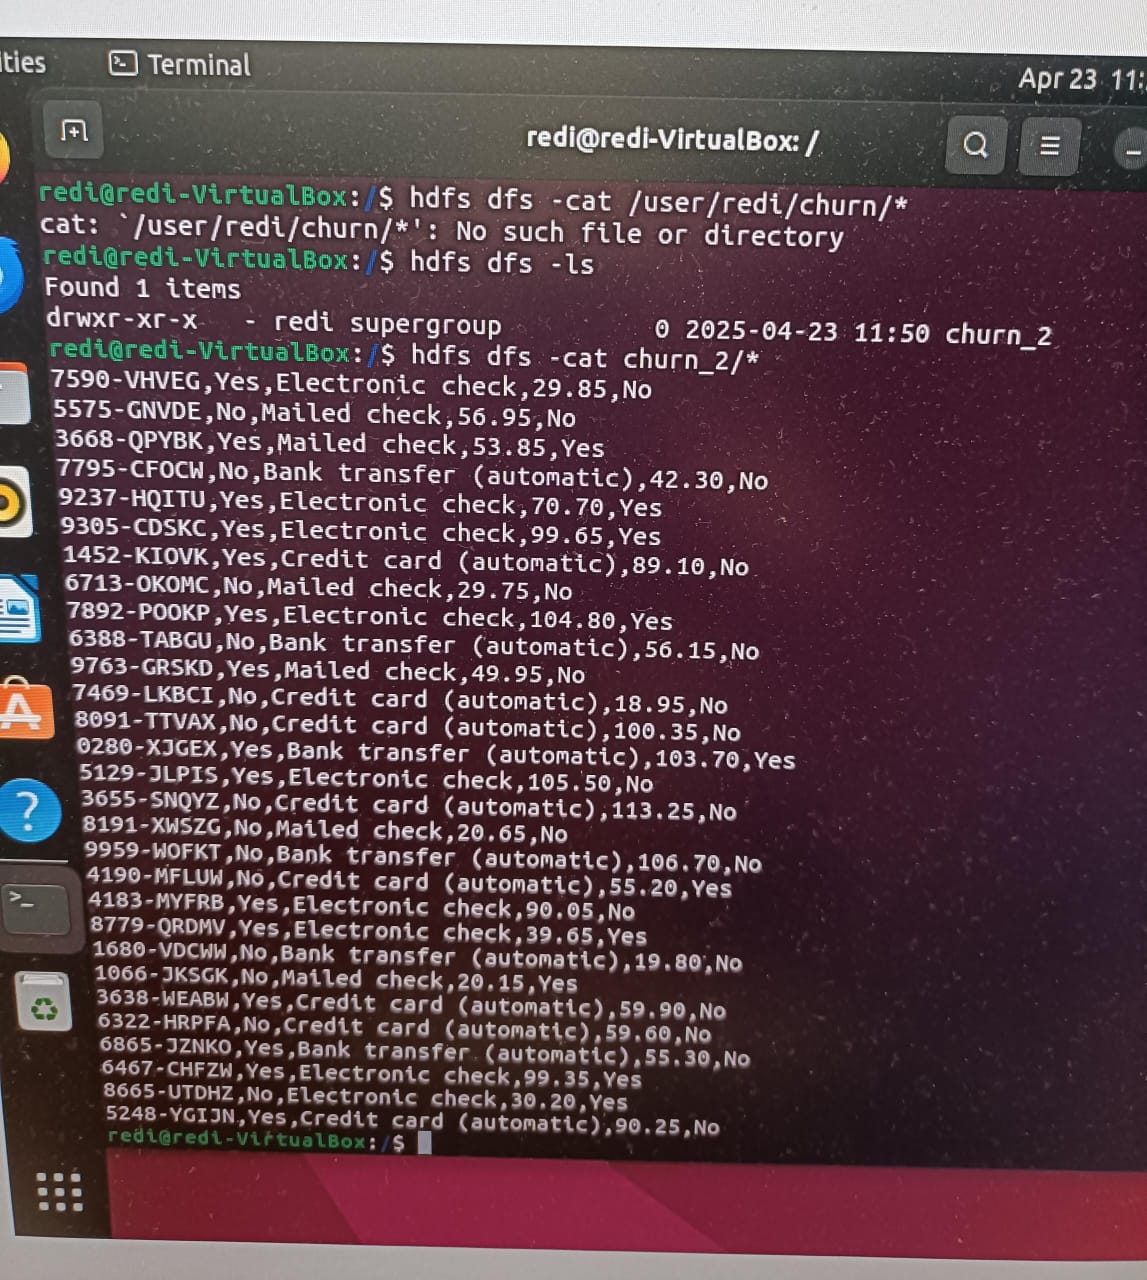 Terminal
Apr 23 11:
redi@redi-VirtualBox: /
redi@redi-VirtualBox:/$ hdfs dfs -cat /user/redi/churn/*
cat: `/user/redi/churn/*': No such file or directory
redi@redi-VirtualBox:/$ hdfs dfs -ls
Found 1 items
drwxr-xr-x   - redi supergroup          0 2025-04-23 11:50 churn_2
redi@redi-VirtualBox:/$ hdfs dfs -cat churn_2/*
7590-VHVEG,Yes,Electronic check,29.85,No
5575-GNVDE,No,Mailed check,56.95,No
3668-QPYBK,Yes,Mailed check,53.85,Yes
7795-CFOCW,No,Bank transfer (automatic),42.30,No
9237-HQITU,Yes,Electronic check,70.70,Yes
9305-CDSKC,Yes,Electronic check,99.65,Yes
1452-KIOVK,Yes,Credit card (automatic),89.10,No
6713-OKOMC,No,Mailed check,29.75,No
7892-POOKP,Yes,Electronic check,104.80,Yes
6388-TABGU,No,Bank transfer (automatic),56.15,No
9763-GRSKD,Yes,Mailed check,49.95,No
7469-LKBCI,No,Credit card (automatic),18.95,No
8091-TTVAX,No,Credit card (automatic),100.35,No
0280-XJGEX,Yes,Bank transfer (automatic),103.70,Yes
5129-JLPIS,Yes,Electronic check,105.50,No
3655-SNQYZ,No,Credit card (automatic),113.25,No
8191-XWSZG,No,Mailed check,20.65,No
9959-WOFKT,No,Bank transfer (automatic),106.70,No
4190-MFLUW,No,Credit card (automatic),55.20,Yes
4183-MYFRB,Yes,Electronic check,90.05,No
8779-QRDMV,Yes,Electronic check,39.65,Yes
1680-VDCWW,No,Bank transfer (automatic),19.80,No
1066-JKSGK,No,Mailed check,20.15,Yes
3638-WEABW,Yes,Credit card (automatic),59.90,No
6322-HRPFA,No,Credit card (automatic),59.60,No
6865-JZNKO,Yes,Bank transfer (automatic),55.30,No
6467-CHFZW,Yes,Electronic check,99.35,Yes
8665-UTDHZ,No,Electronic check,30.20,Yes
5248-YGIJN,Yes,Credit card (automatic),90.25,No
redi@redi-VirtualBox:/$